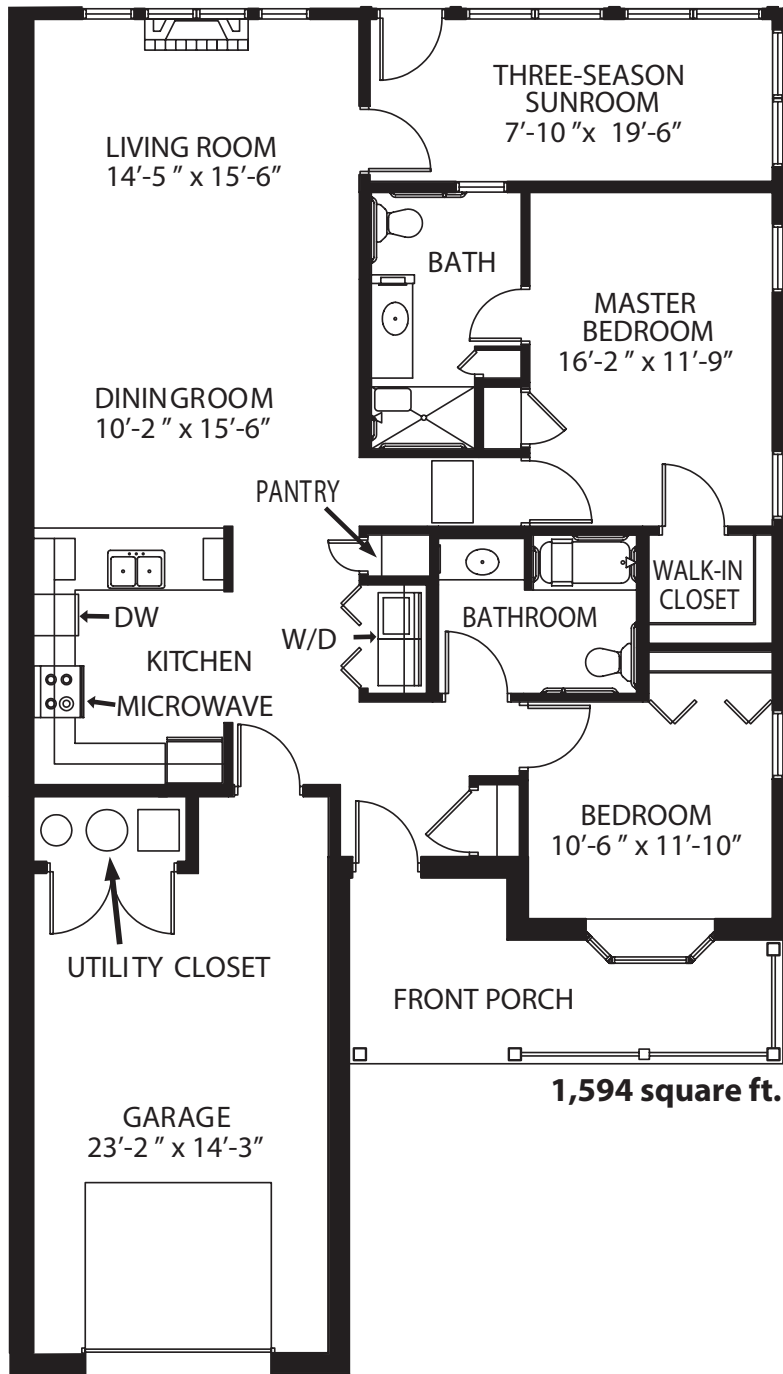 THREE-SEASON
SUNROOM
7’-10 ”x 19’-6”
LIVING ROOM
14’-5 ” x 15’-6”
BATH
MASTER
BEDROOM
16’-2 ” x 11’-9”
DININGROOM
10’-2 ” x 15’-6”
PANTRY
WALK-IN
CLOSET
DW
W/D
BATHROOM
KITCHEN
MICROWAVE
BEDROOM
10’-6 ” x 11’-10”
UTILITY CLOSET
FRONT PORCH
1,594 square ft.
GARAGE
23’-2 ” x 14’-3”